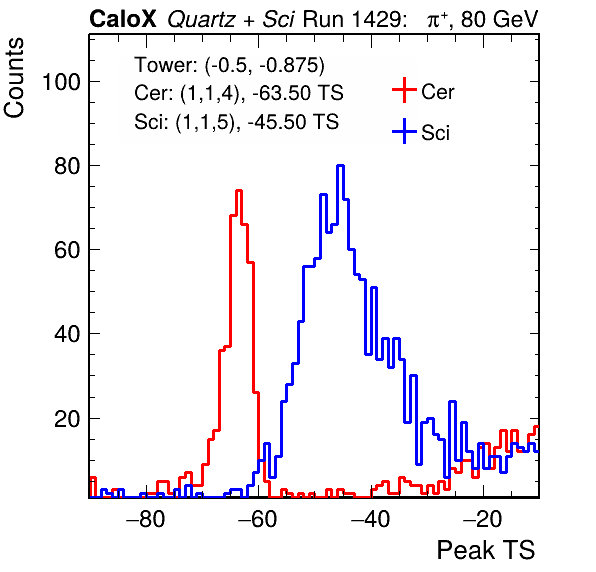 CaloX Quartz + Sci Run 1429: π⁺, 80 GeV
Counts
Tower: (-0.5, -0.875)
Cer: (1,1,4), -63.50 TS
Sci: (1,1,5), -45.50 TS
Cer
Sci
100
80
60
40
20
−80 −60 −40 −20
Peak TS